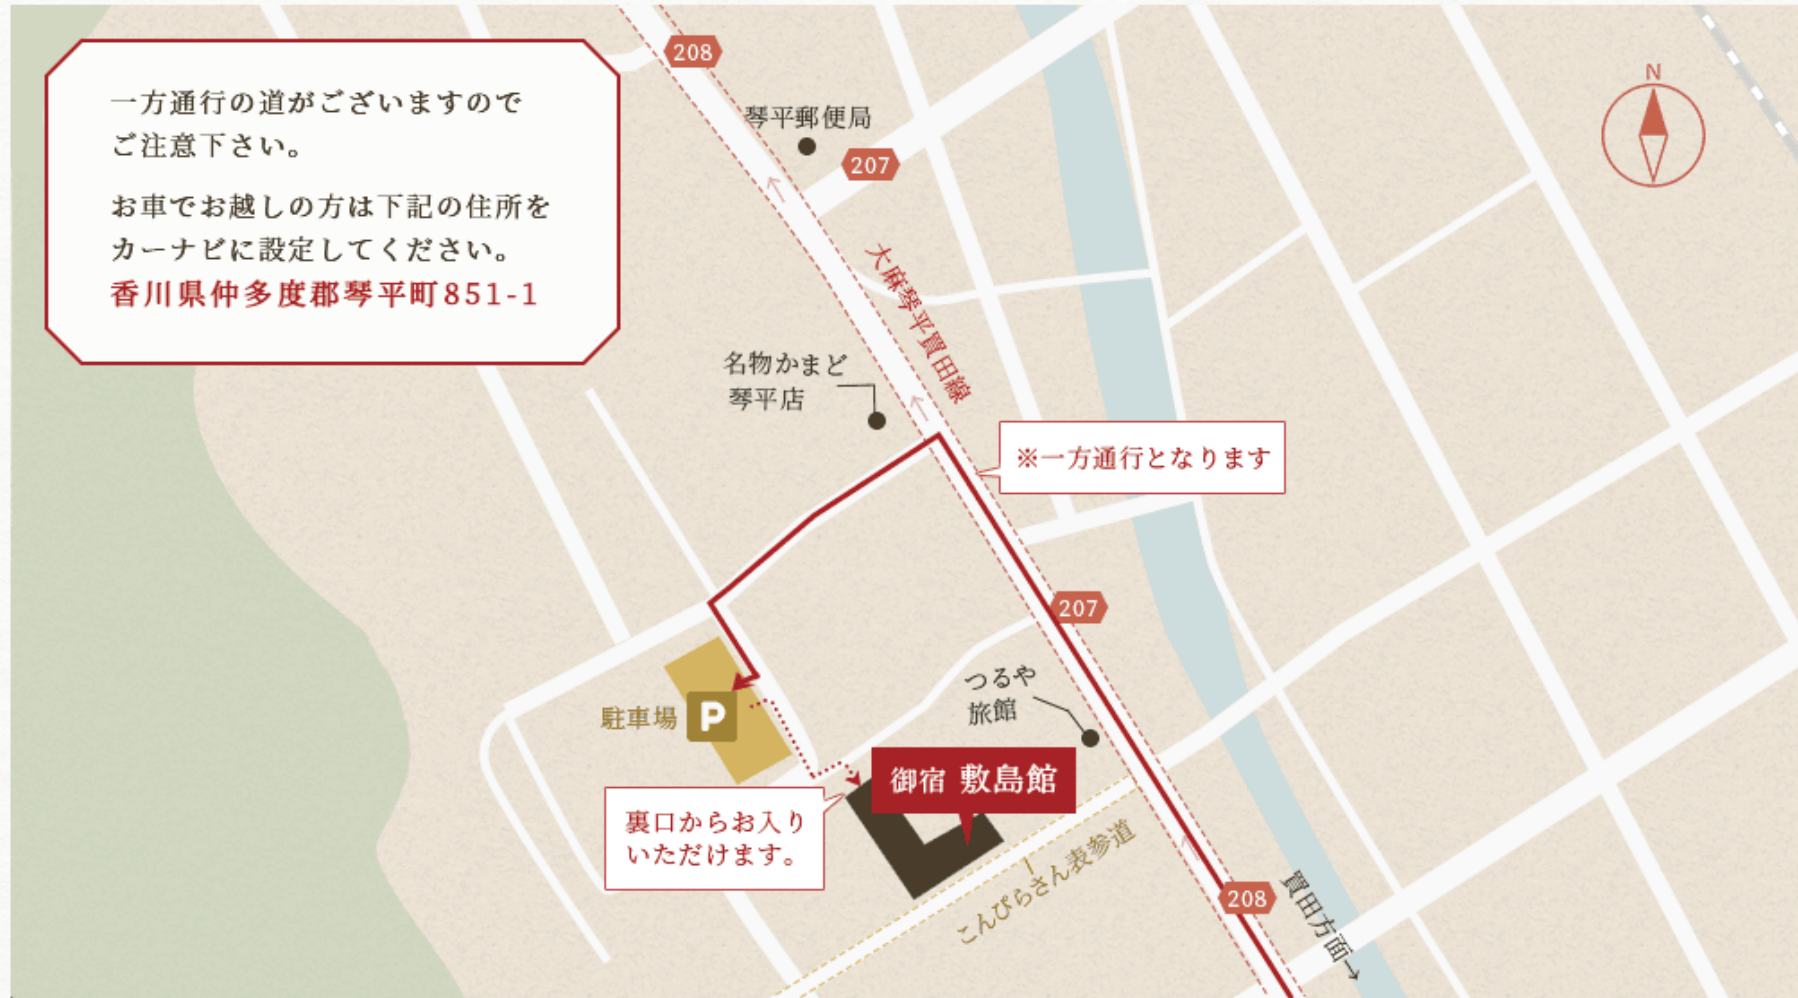 一方通行の道がございますので
ご注意下さい。
お車でお越しの方は下記の住所を
カーナビに設定してください。
香川県仲多度郡琴平町851-1
208
N
琴平郵便局
207
大麻琴平買田線
名物かまど
琴平店
※一方通行となります
207
つるや
旅館
駐車場
P
御宿 敷島館
裏口からお入り
いただけます。
こんぴらさん表参道
208
買田方面→